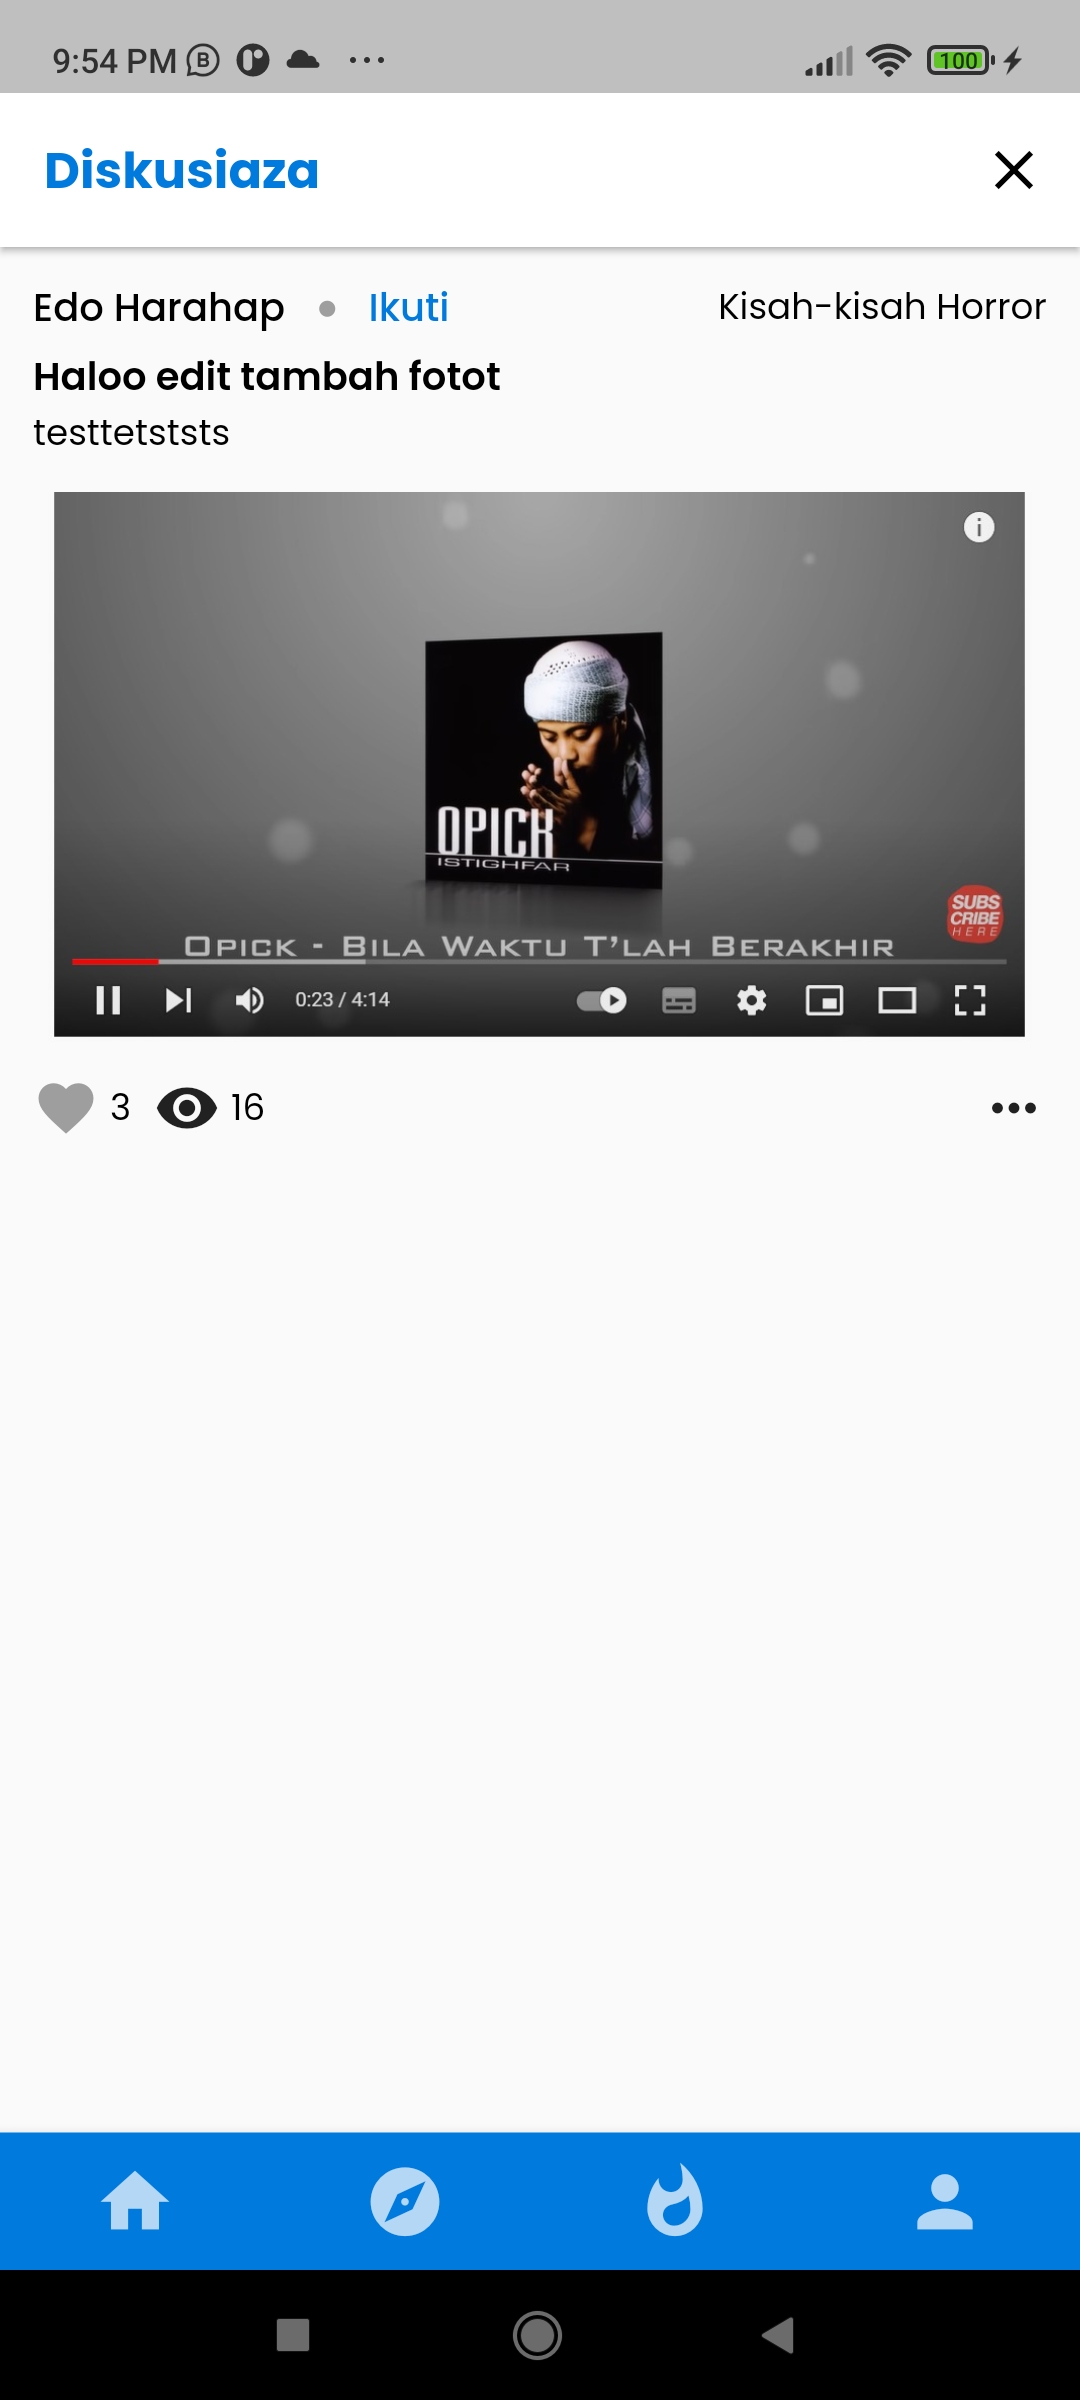 9:54 PM
100
Diskusiaza
Edo Harahap
Ikuti
Kisah-kisah Horror
Haloo edit tambah fotot
testtetststs
OPICK
ISTIGHFAR
SUBS
CRIBE
HERE
OPICK - BILA WAKTU T'LAH BERAKHIR
0:23 / 4:14
3
16